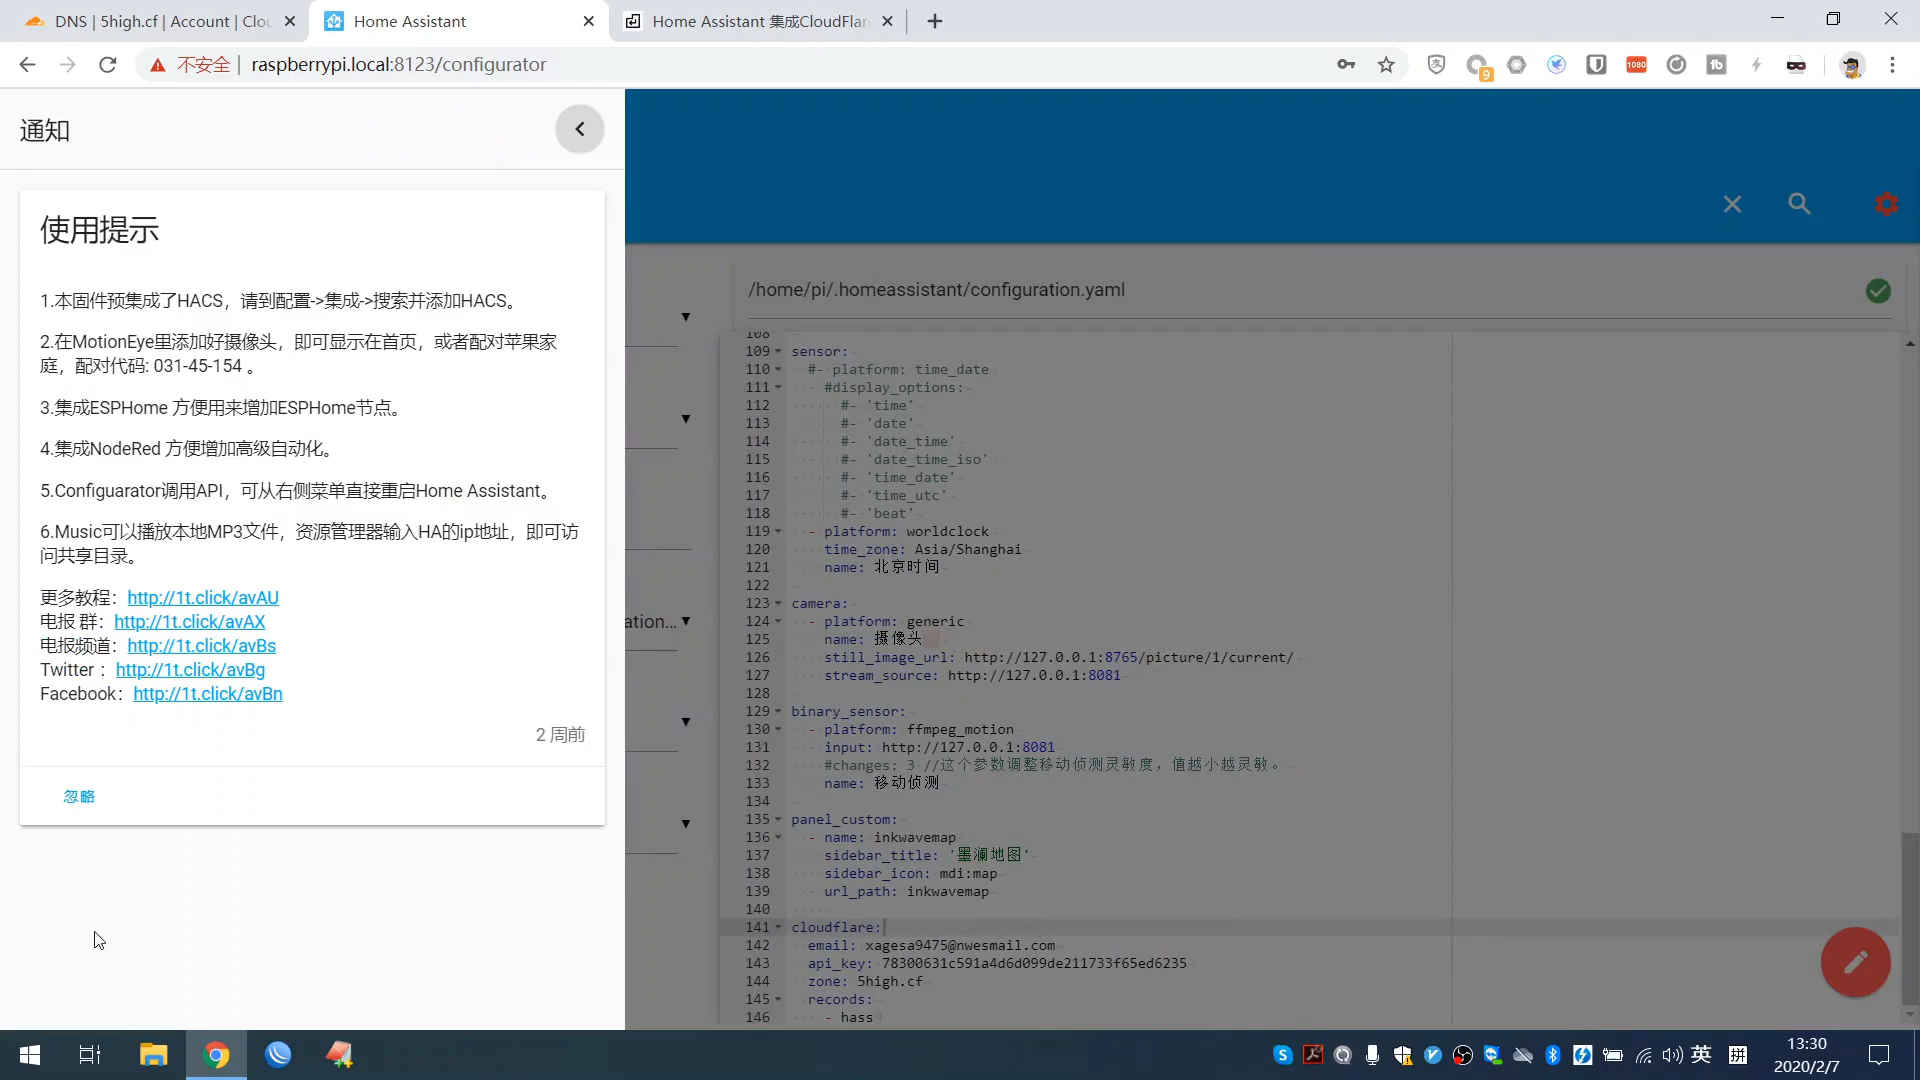 DNS | 5high.cf | Account | Clou
Home Assistant
Home Assistant 集成CloudFlar
不安全
raspberrypi.local:8123/configurator
9
1080
通知
使用提示
1.本固件预集成了HACS，请到配置->集成->搜索并添加HACS。
2.在MotionEye里添加好摄像头，即可显示在首页，或者配对苹果家
庭，配对代码: 031-45-154 。
3.集成ESPHome 方便用来增加ESPHome节点。
4.集成NodeRed 方便增加高级自动化。
5.Configuarator调用API，可从右侧菜单直接重启Home Assistant。
6.Music可以播放本地MP3文件，资源管理器输入HA的ip地址，即可访
问共享目录。
更多教程：http://1t.click/avAU
电报 群：http://1t.click/avAX
电报频道：http://1t.click/avBs
Twitter ：http://1t.click/avBg
Facebook：http://1t.click/avBn
2 周前
忽略
ation...
/home/pi/.homeassistant/configuration.yaml
108
109 sensor:
110 #- platform: time_date
111 #display_options:
112 #- 'time'
113 #- 'date'
114 #- 'date_time'
115 #- 'date_time_iso'
116 #- 'time_date'
117 #- 'time_utc'
118 #- 'beat'
119 - platform: worldclock
120 time_zone: Asia/Shanghai
121 name: 北京时间
122
123 camera:
124 - platform: generic
125 name: 摄像头
126 still_image_url: http://127.0.0.1:8765/picture/1/current/
127 stream_source: http://127.0.0.1:8081
128
129 binary_sensor:
130 - platform: ffmpeg_motion
131 input: http://127.0.0.1:8081
132 #changes: 3 //这个参数调整移动侦测灵敏度，值越小越灵敏。
133 name: 移动侦测
134
135 panel_custom:
136 - name: inkwavemap
137 sidebar_title: '墨澜地图'
138 sidebar_icon: mdi:map
139 url_path: inkwavemap
140
141 cloudflare:
142 email: xagesa9475@nwesmail.com
143 api_key: 78300631c591a4d6d099de211733f65ed6235
144 zone: 5high.cf
145 records:
146 - hass
英
拼
13:30
2020/2/7